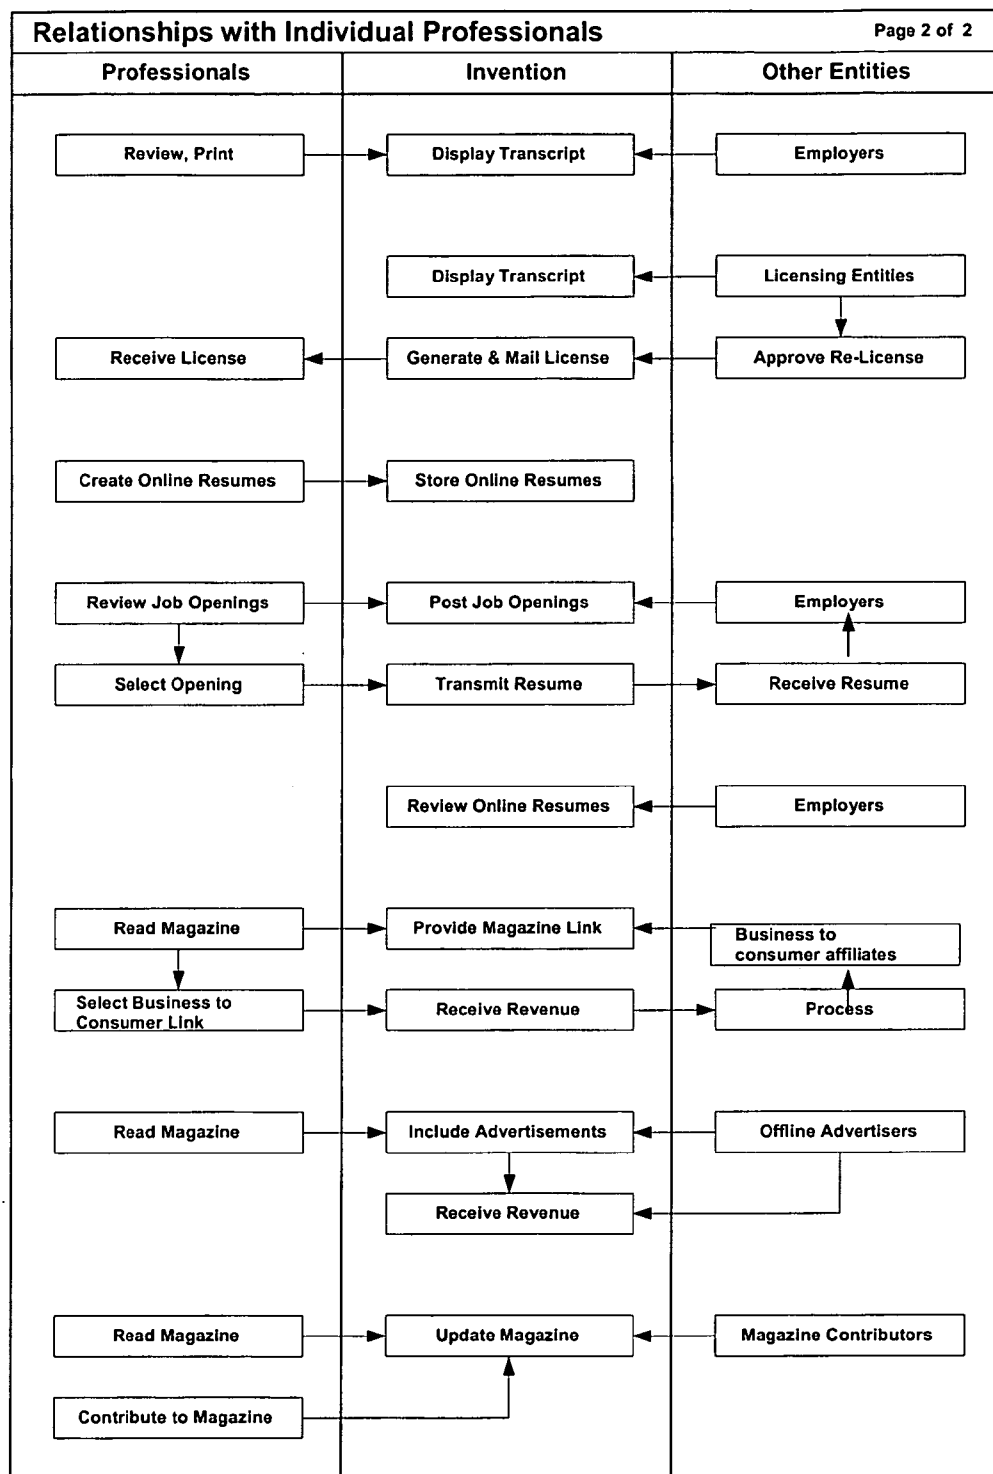 Relationships with Individual Professionals
Page 2 of 2
Professionals
Invention
Other Entities
Review, Print
Display Transcript
Employers
Display Transcript
Licensing Entities
Receive License
Generate & Mail License
Approve Re-License
Create Online Resumes
Store Online Resumes
Review Job Openings
Post Job Openings
Employers
Select Opening
Transmit Resume
Receive Resume
Review Online Resumes
Employers
Read Magazine
Provide Magazine Link
Business to
consumer affiliates
Select Business to
Consumer Link
Receive Revenue
Process
Read Magazine
Include Advertisements
Offline Advertisers
Receive Revenue
Read Magazine
Update Magazine
Magazine Contributors
Contribute to Magazine